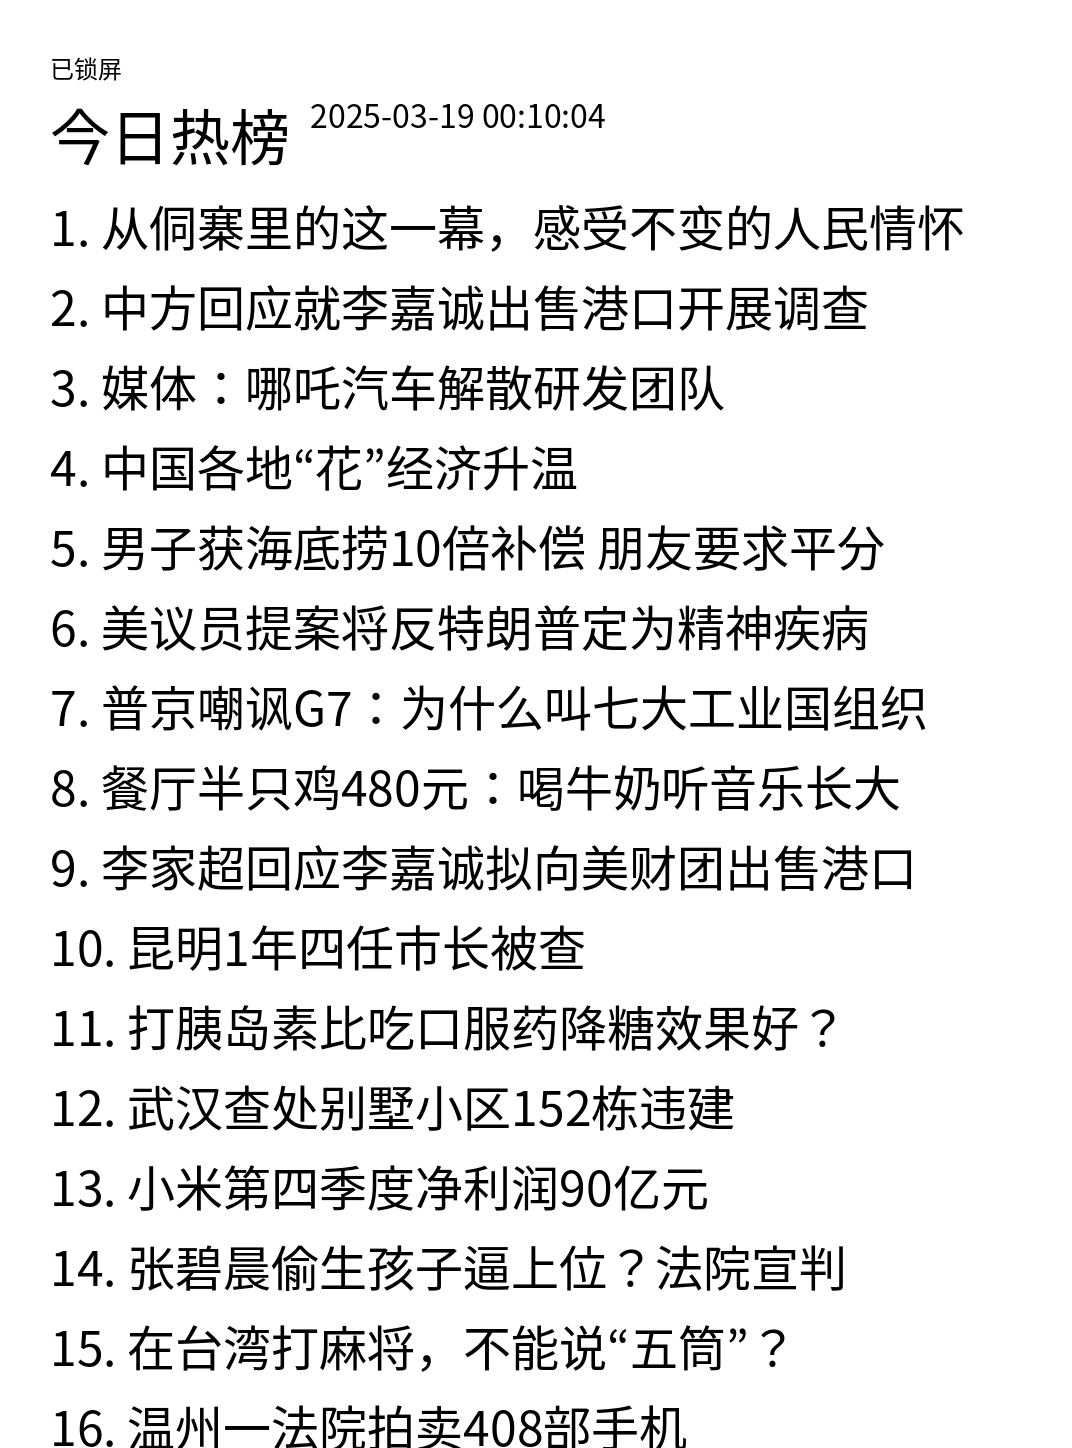 已锁屏
今日热榜 2025-03-19 00:10:04
1. 从侗寨里的这一幕，感受不变的人民情怀
2. 中方回应就李嘉诚出售港口开展调查
3. 媒体：哪吒汽车解散研发团队
4. 中国各地“花”经济升温
5. 男子获海底捞10倍补偿 朋友要求平分
6. 美议员提案将反特朗普定为精神疾病
7. 普京嘲讽G7：为什么叫七大工业国组织
8. 餐厅半只鸡480元：喝牛奶听音乐长大
9. 李家超回应李嘉诚拟向美财团出售港口
10. 昆明1年四任市长被查
11. 打胰岛素比吃口服药降糖效果好？
12. 武汉查处别墅小区152栋违建
13. 小米第四季度净利润90亿元
14. 张碧晨偷生孩子逼上位？法院宣判
15. 在台湾打麻将，不能说“五筒”？
16. 温州一法院拍卖408部手机